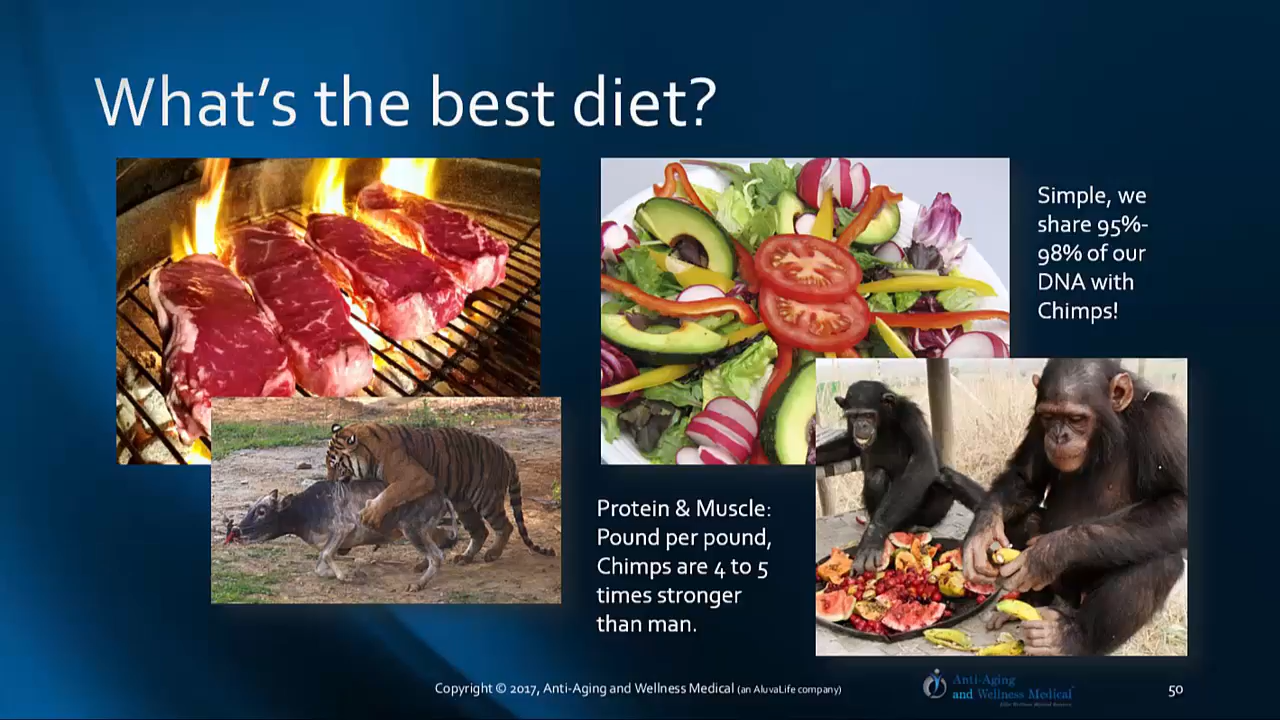 What's the best diet?
Simple, we
share 95%-
98% of our
DNA with
Chimps!
Protein & Muscle:
Pound per pound,
Chimps are 4 to 5
times stronger
than man.
Copyright © 2017, Anti-Aging and Wellness Medical (an AluvaLife company)
Anti-Aging
and Wellness Medical
50